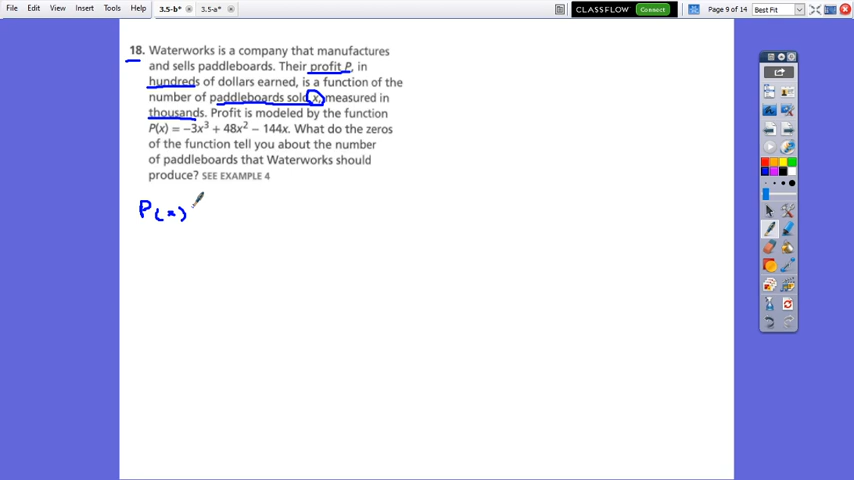 File Edit View Insert Tools Help 3.5-b* 3.5-a* CLASSFLOW Connect Page 9 of 14 Best Fit
18. Waterworks is a company that manufactures
and sells paddleboards. Their profit P, in
hundreds of dollars earned, is a function of the
number of paddleboards sold x, measured in
thousands. Profit is modeled by the function
P(x) = −3x³ + 48x² − 144x. What do the zeros
of the function tell you about the number
of paddleboards that Waterworks should
produce? SEE EXAMPLE 4
P(x)